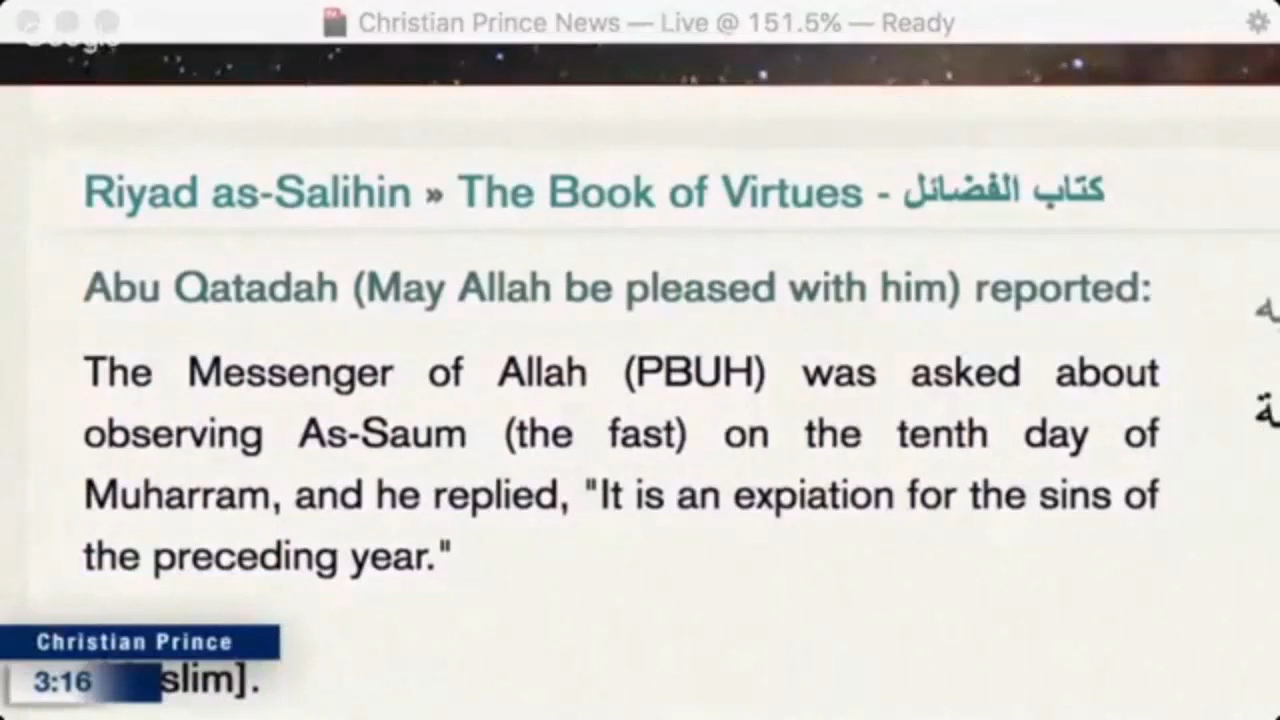 Christian Prince News — Live @ 151.5% — Ready
Google
Riyad as-Salihin » The Book of Virtues - كتاب الفضائل
Abu Qatadah (May Allah be pleased with him) reported:
The Messenger of Allah (PBUH) was asked about
observing As-Saum (the fast) on the tenth day of
Muharram, and he replied, "It is an expiation for the sins of
the preceding year."
Christian Prince
3:16
slim].